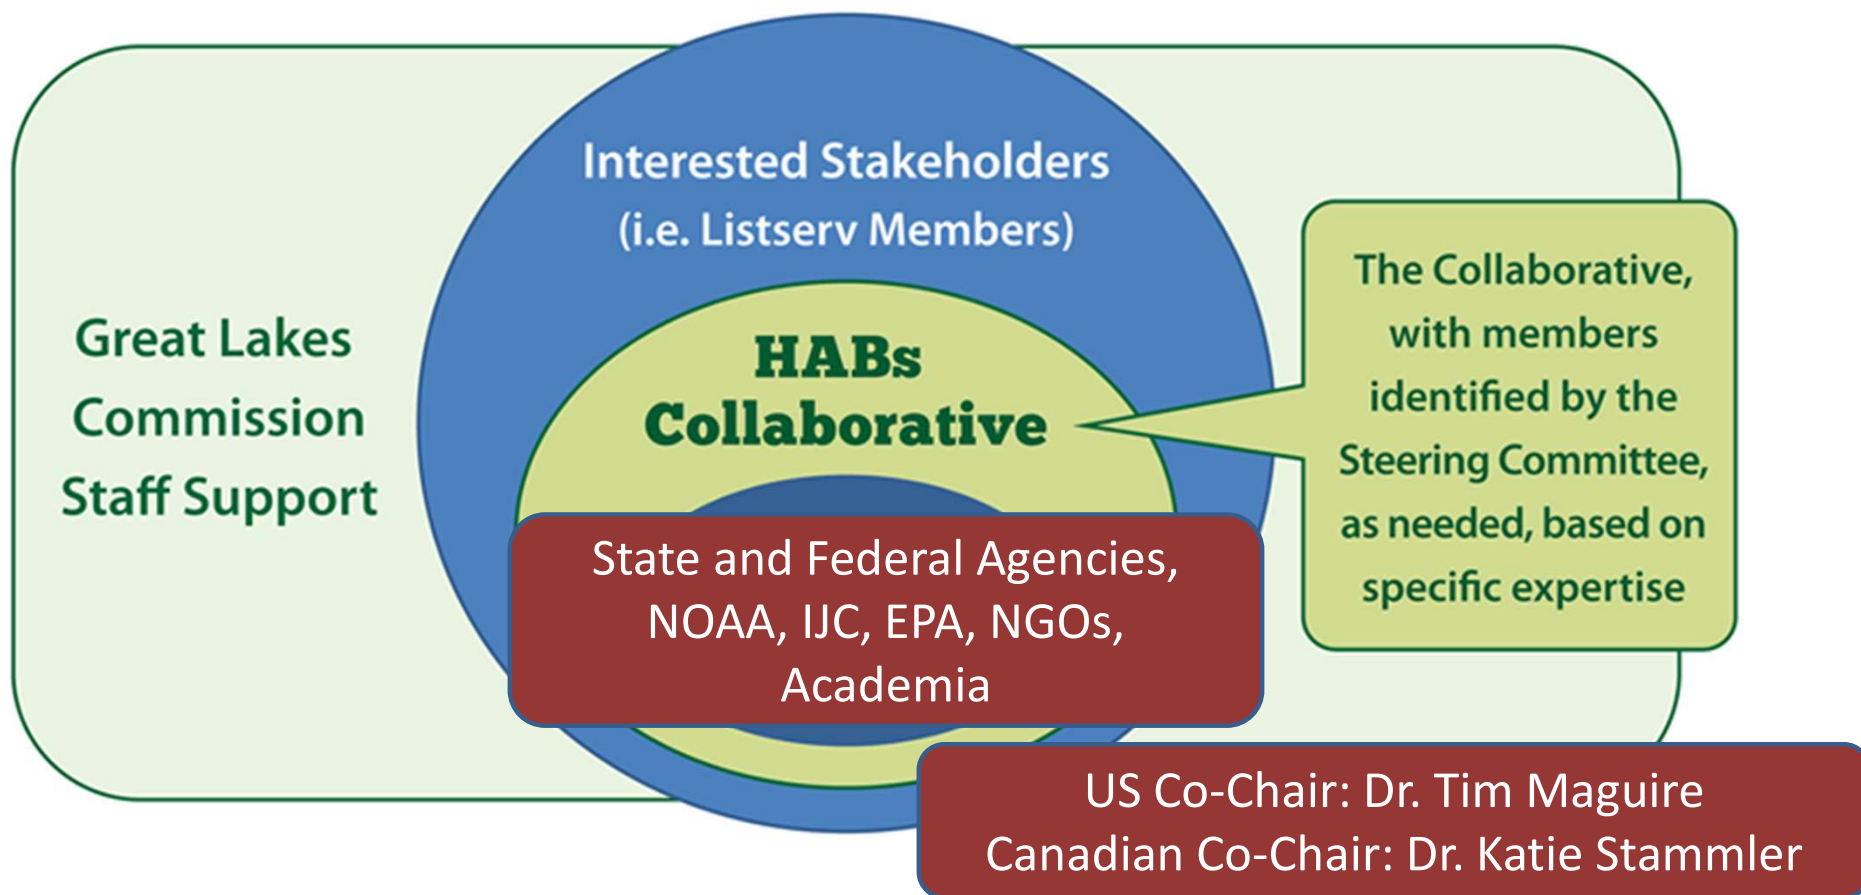 Interested Stakeholders
(i.e. Listserv Members)
Great Lakes
Commission
Staff Support
HABs
Collaborative
The Collaborative,
with members
identified by the
Steering Committee,
as needed, based on
specific expertise
State and Federal Agencies,
NOAA, IJC, EPA, NGOs,
Academia
US Co-Chair: Dr. Tim Maguire
Canadian Co-Chair: Dr. Katie Stammler